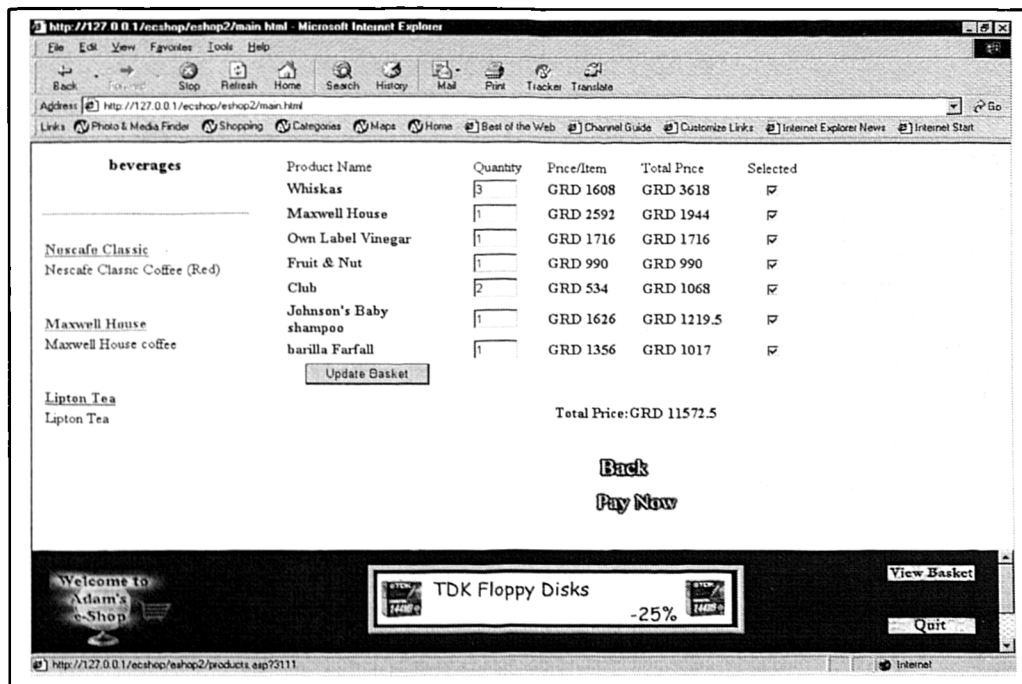 http://127.0.0.1/ecshop/eshop2/main.html - Microsoft Internet Explorer
File Edit View Favorites Tools Help
Back Forward Stop Refresh Home Search History Mail Print Tracker Translate
Address http://127.0.0.1/ecshop/eshop2/main.html Go
Links Photo & Media Finder Shopping Categories Maps Home Best of the Web Channel Guide Customize Links Internet Explorer News Internet Start
beverages
Nescafe Classic
Nescafe Classic Coffee (Red)
Maxwell House
Maxwell House coffee
Lipton Tea
Lipton Tea
Product Name Quantity Price/Item Total Price Selected
Whiskas 3 GRD 1608 GRD 3618
Maxwell House 1 GRD 2592 GRD 1944
Own Label Vinegar 1 GRD 1716 GRD 1716
Fruit & Nut 1 GRD 990 GRD 990
Club 2 GRD 534 GRD 1068
Johnson's Baby
shampoo 1 GRD 1626 GRD 1219.5
barilla Farfall 1 GRD 1356 GRD 1017
Update Basket
Total Price:GRD 11572.5
Back
Pay Now
Welcome to
Adam's
e-Shop
TDK Floppy Disks
-25%
View Basket
Quit
http://127.0.0.1/ecshop/eshop2/products.asp?3111 Internet